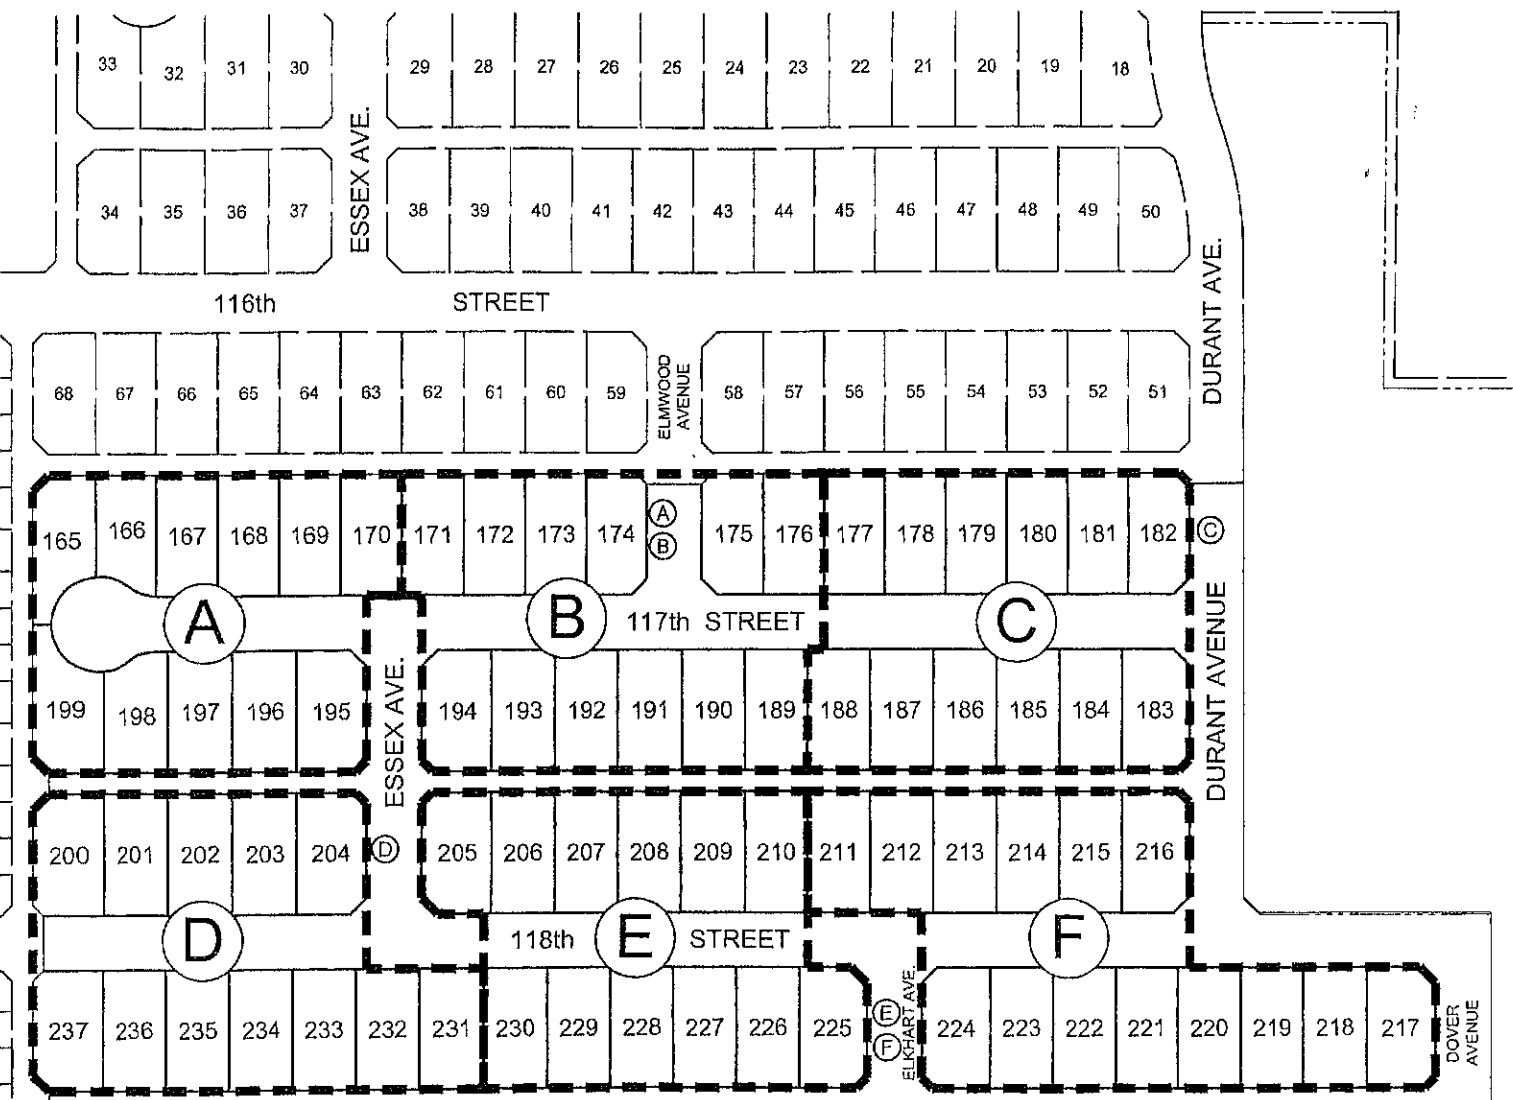 33 32 31 30 29 28 27 26 25 24 23 22 21 20 19 18
ESSEX AVE.
34 35 36 37 38 39 40 41 42 43 44 45 46 47 48 49 50
116th STREET
DURANT AVE.
68 67 66 65 64 63 62 61 60 59
ELMWOOD
AVENUE
58 57 56 55 54 53 52 51
165 166 167 168 169 170 171 172 173 174
A
B
175 176 177 178 179 180 181 182
C
A B 117th STREET C
DURANT AVENUE
199 198 197 196 195
ESSEX AVE.
194 193 192 191 190 189 188 187 186 185 184 183
200 201 202 203 204
D
205 206 207 208 209 210 211 212 213 214 215 216
D 118th E STREET F
237 236 235 234 233 232 231 230 229 228 227 226 225
E
F
ELKHART AVE.
224 223 222 221 220 219 218 217
DOVER
AVENUE